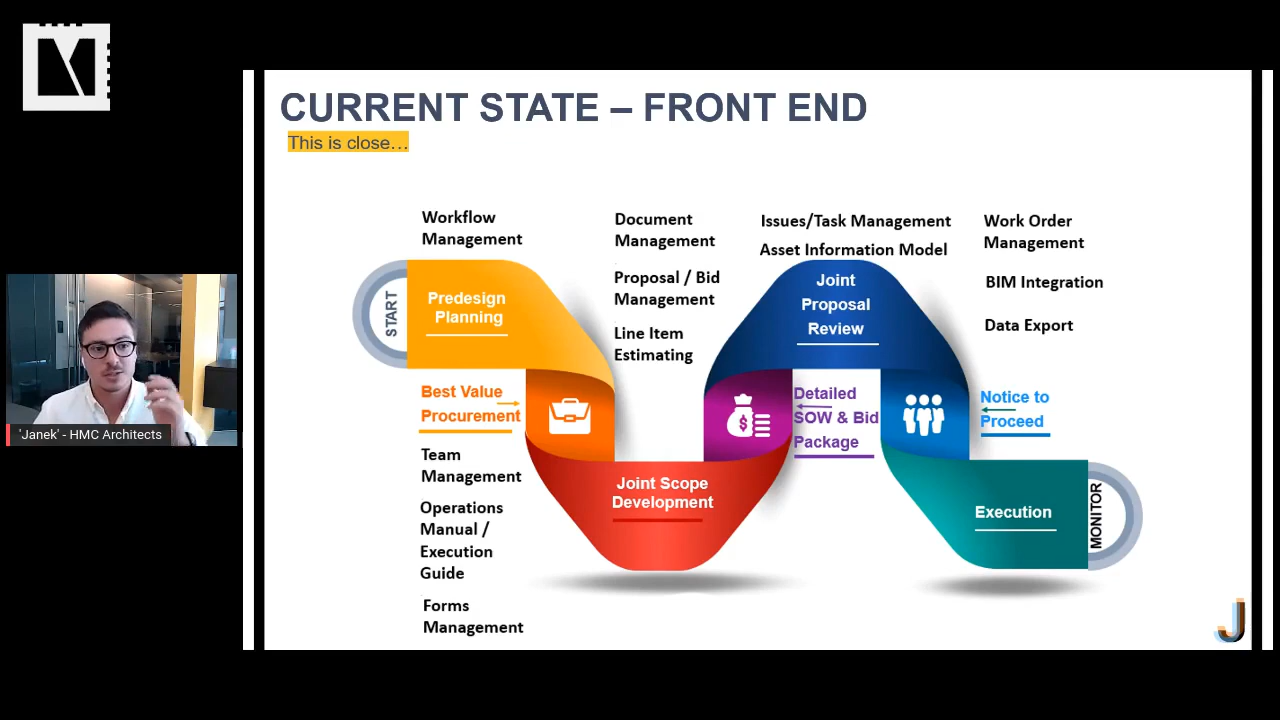 CURRENT STATE – FRONT END
This is close...
Workflow
Management
Document
Management
Proposal / Bid
Management
Line Item
Estimating
Issues/Task Management
Asset Information Model
Work Order
Management
BIM Integration
Data Export
START
Predesign
Planning
Joint
Proposal
Review
Best Value
Procurement
Detailed
SOW & Bid
Package
Notice to
Proceed
Team
Management
Operations
Manual /
Execution
Guide
Forms
Management
Joint Scope
Development
Execution
MONITOR
$
'Janek' - HMC Architects
J